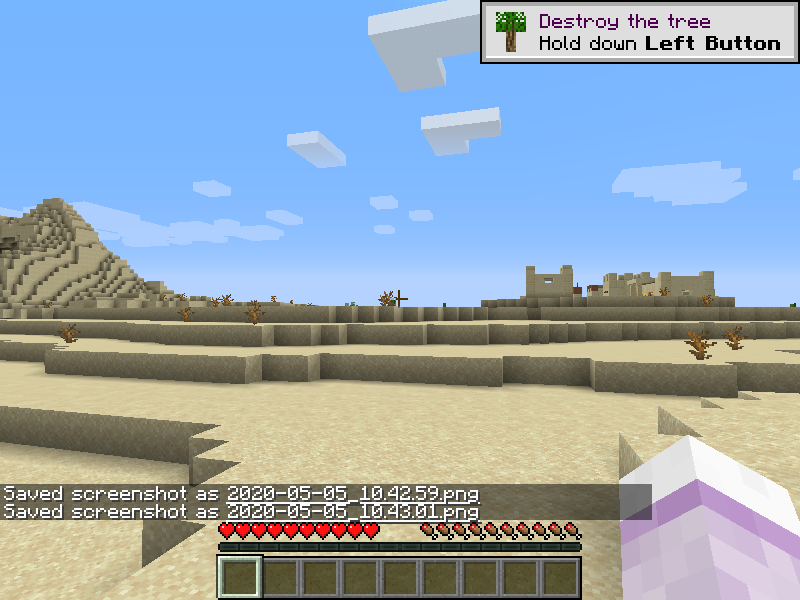 Destroy the tree
Hold down Left Button
Saved screenshot as 2020-05-05_10.42.59.png
Saved screenshot as 2020-05-05_10.43.01.png